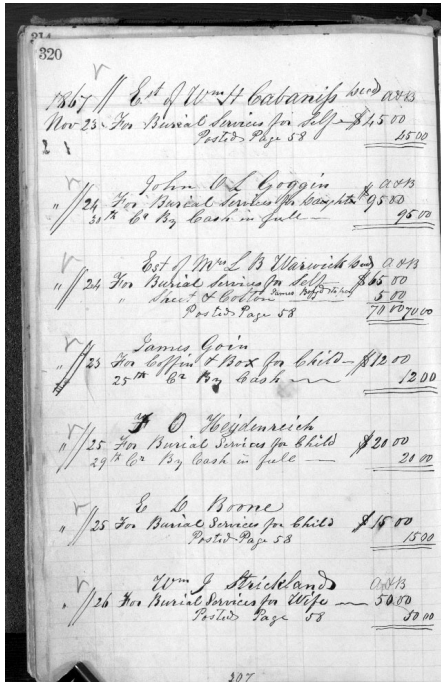 314
320
1867 // Est of Wm H Cabaniss decd A&B
Nov 23 For Burial Services for Self $45 00
Posted Page 58 45 00
John O L Goggin A&B
" // 24 For Burial Services for Daughter $95 00
30th Cr By Cash in full 95 00
Est of Mrs L B Warwick decd A&B
" // 24 For Burial Services for Self $65 00
" Sheet & Cotton James Boyd 5 00
Posted Page 58 70 00 70 00
James Goin
" // 23 For Coffin & Box for Child $12 00
25th Cr By Cash 12 00
F O Heydenreich
" // 25 For Burial Services for Child $20 00
29th Cr By Cash in full 20 00
E D Boone
" // 25 For Burial Services for Child $15 00
Posted Page 58 15 00
Wm J Strickland A&B
" // 26 For Burial Services for Wife 50 00
Posted Page 58 50 00
207